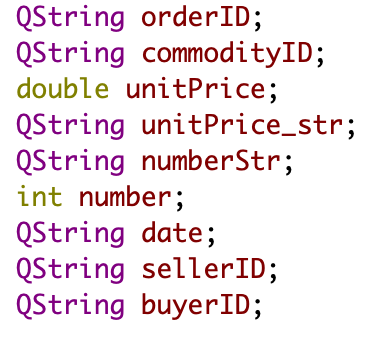 QString orderID;
QString commodityID;
double unitPrice;
QString unitPrice_str;
QString numberStr;
int number;
QString date;
QString sellerID;
QString buyerID;